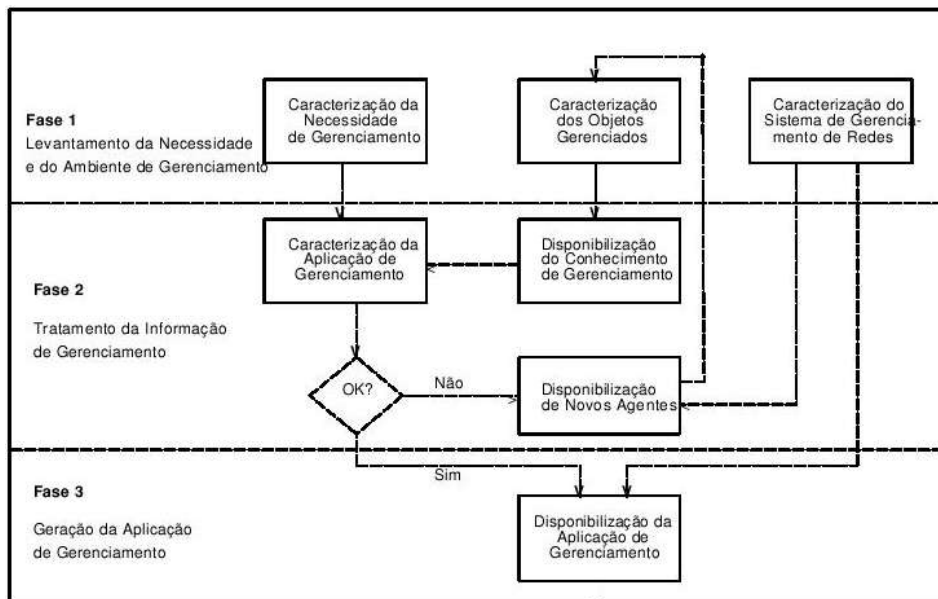 Fase 1
Levantamento da Necessidade
e do Ambiente de Gerenciamento
Caracterização da
Necessidade
de Gerenciamento
Caracterização
dos Objetos
Gerenciados
Caracterização do
Sistema de Gerencia-
mento de Redes
Fase 2
Tratamento da Informação
de Gerenciamento
Caracterização da
Aplicação de
Gerenciamento
Disponibilização
do Conhecimento
de Gerenciamento
OK?
Não
Disponibilização
de Novos Agentes
Sim
Fase 3
Geração da Aplicação
de Gerenciamento
Disponibilização da
Aplicação de
Gerenciamento